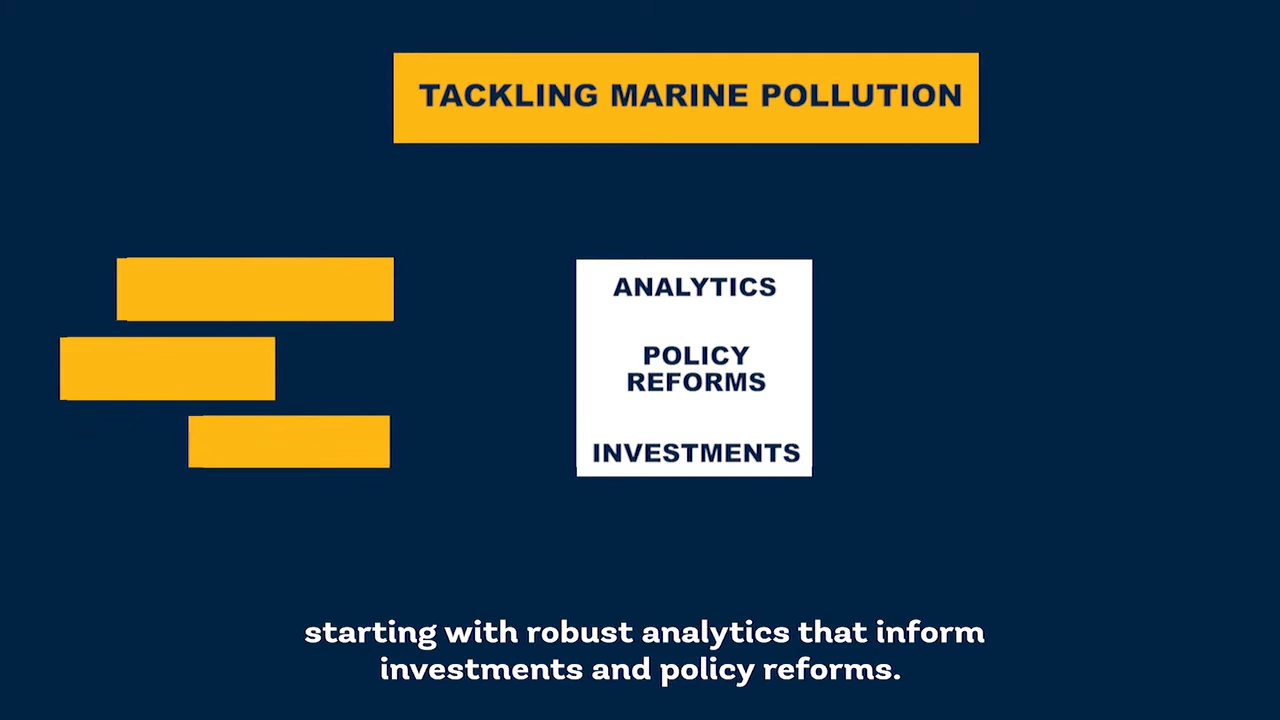 TACKLING MARINE POLLUTION
ANALYTICS
POLICY
REFORMS
INVESTMENTS
starting with robust analytics that inform
investments and policy reforms.